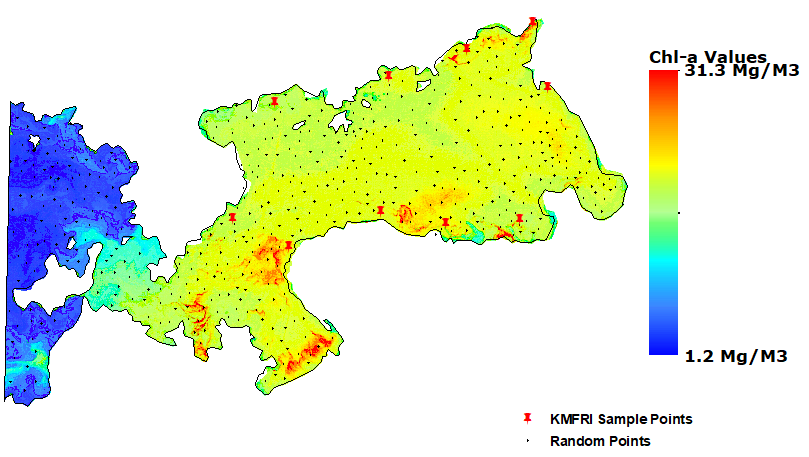 Chl-a Values
31.3 Mg/M3
1.2 Mg/M3
KMFRI Sample Points
Random Points